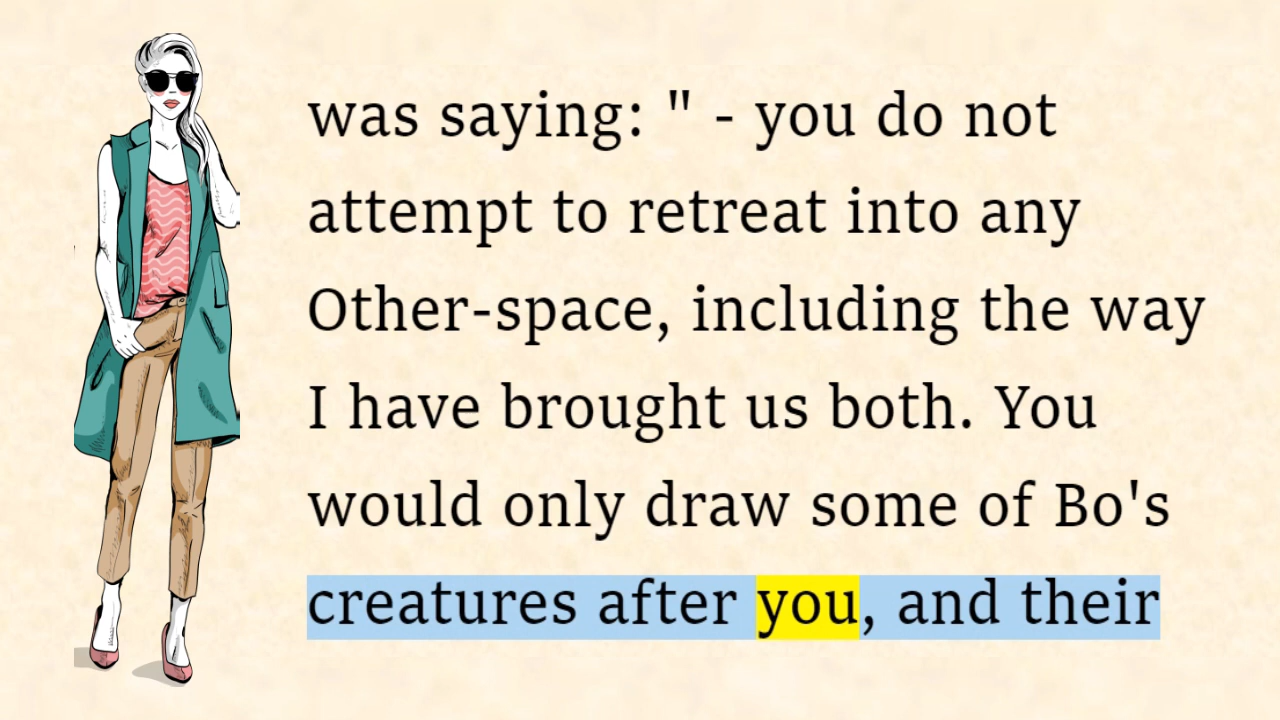 was saying: " - you do not
attempt to retreat into any
Other-space, including the way
I have brought us both. You
would only draw some of Bo's
creatures after you, and their